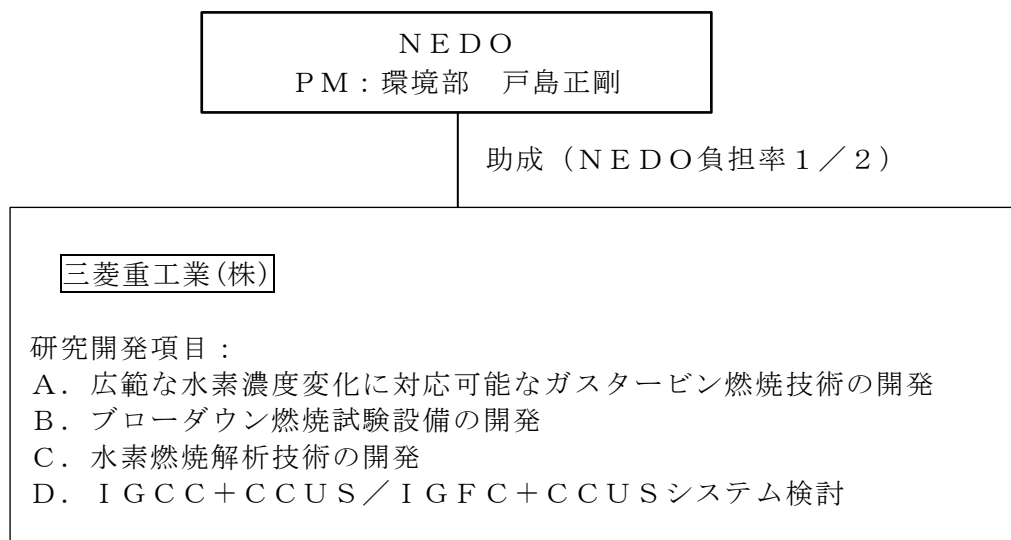 ＮＥＤＯ
ＰＭ：環境部　戸島正剛
助成（ＮＥＤＯ負担率１／２）
三菱重工業(株)
研究開発項目：
Ａ．広範な水素濃度変化に対応可能なガスタービン燃焼技術の開発
Ｂ．ブローダウン燃焼試験設備の開発
Ｃ．水素燃焼解析技術の開発
Ｄ．ＩＧＣＣ＋ＣＣＵＳ／ＩＧＦＣ＋ＣＣＵＳシステム検討